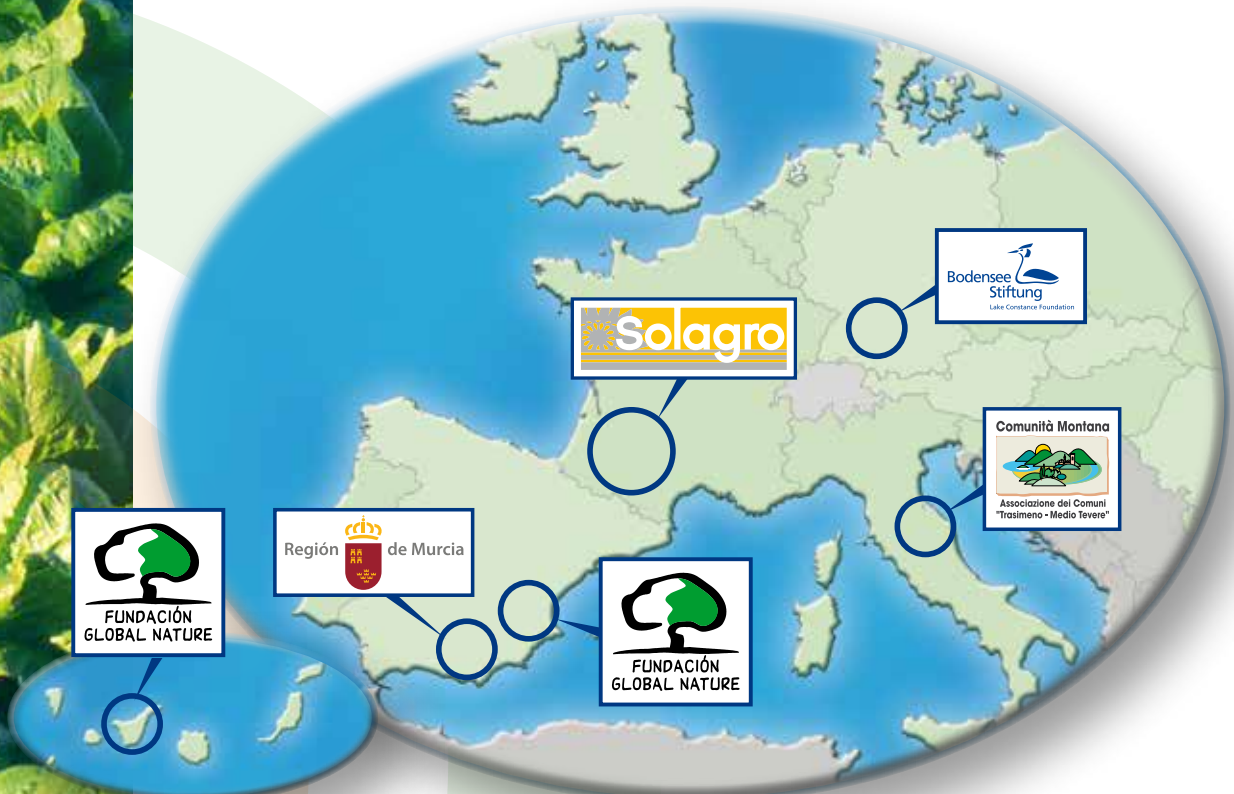 Bodensee
Stiftung
Lake Constance Foundation
Solagro
Comunità Montana
Associazione dei Comuni
"Trasimeno - Medio Tevere"
Región de Murcia
FUNDACIÓN
GLOBAL NATURE
FUNDACIÓN
GLOBAL NATURE